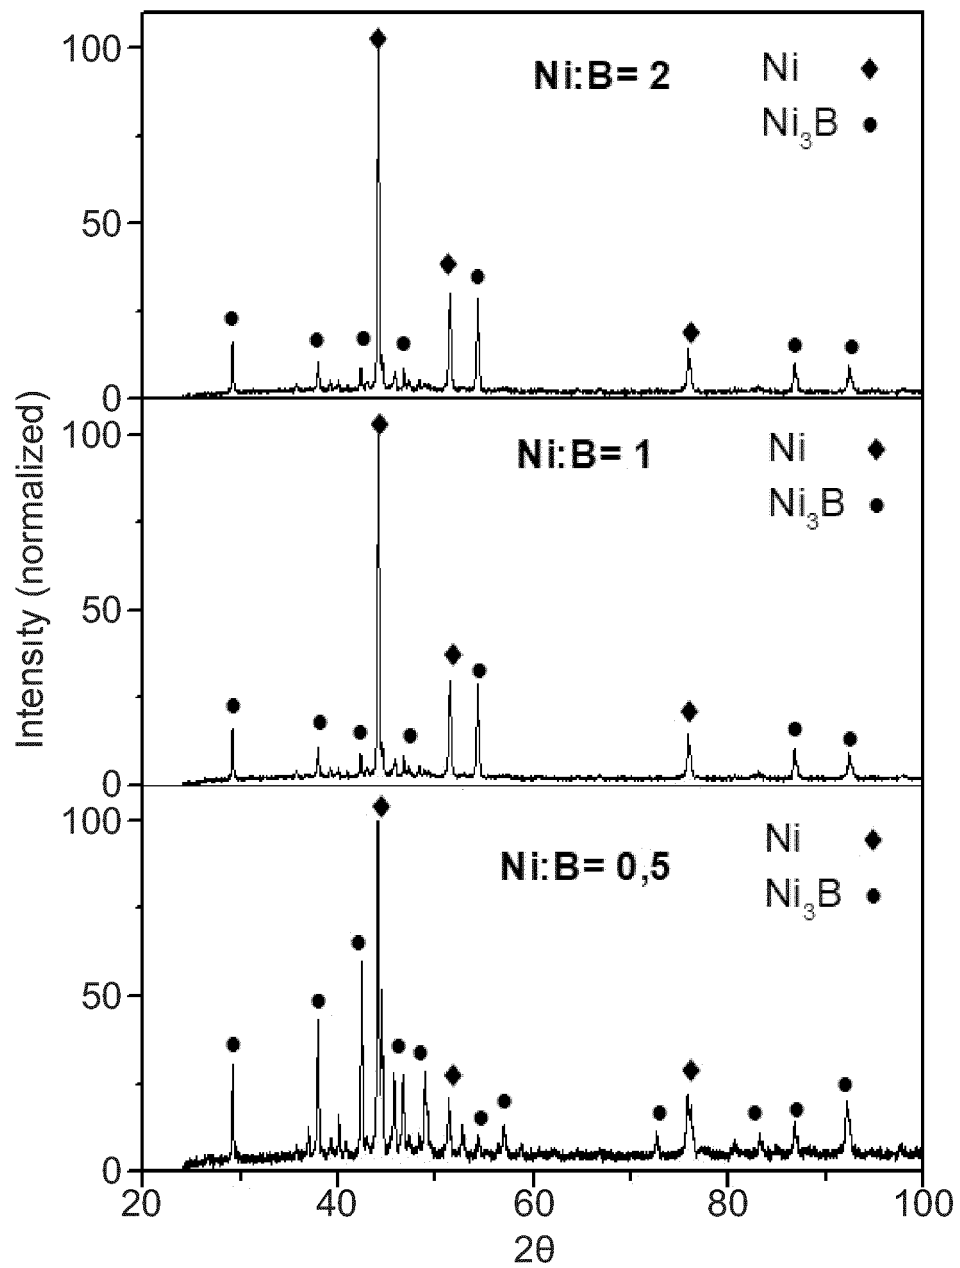 Intensity (normalized)
100
50
0
Ni:B= 2
Ni ◆
Ni₃B ●
100
50
0
Ni:B= 1
Ni ◆
Ni₃B ●
100
50
0
Ni:B= 0,5
Ni ◆
Ni₃B ●
20 40 60 80 100
2θ